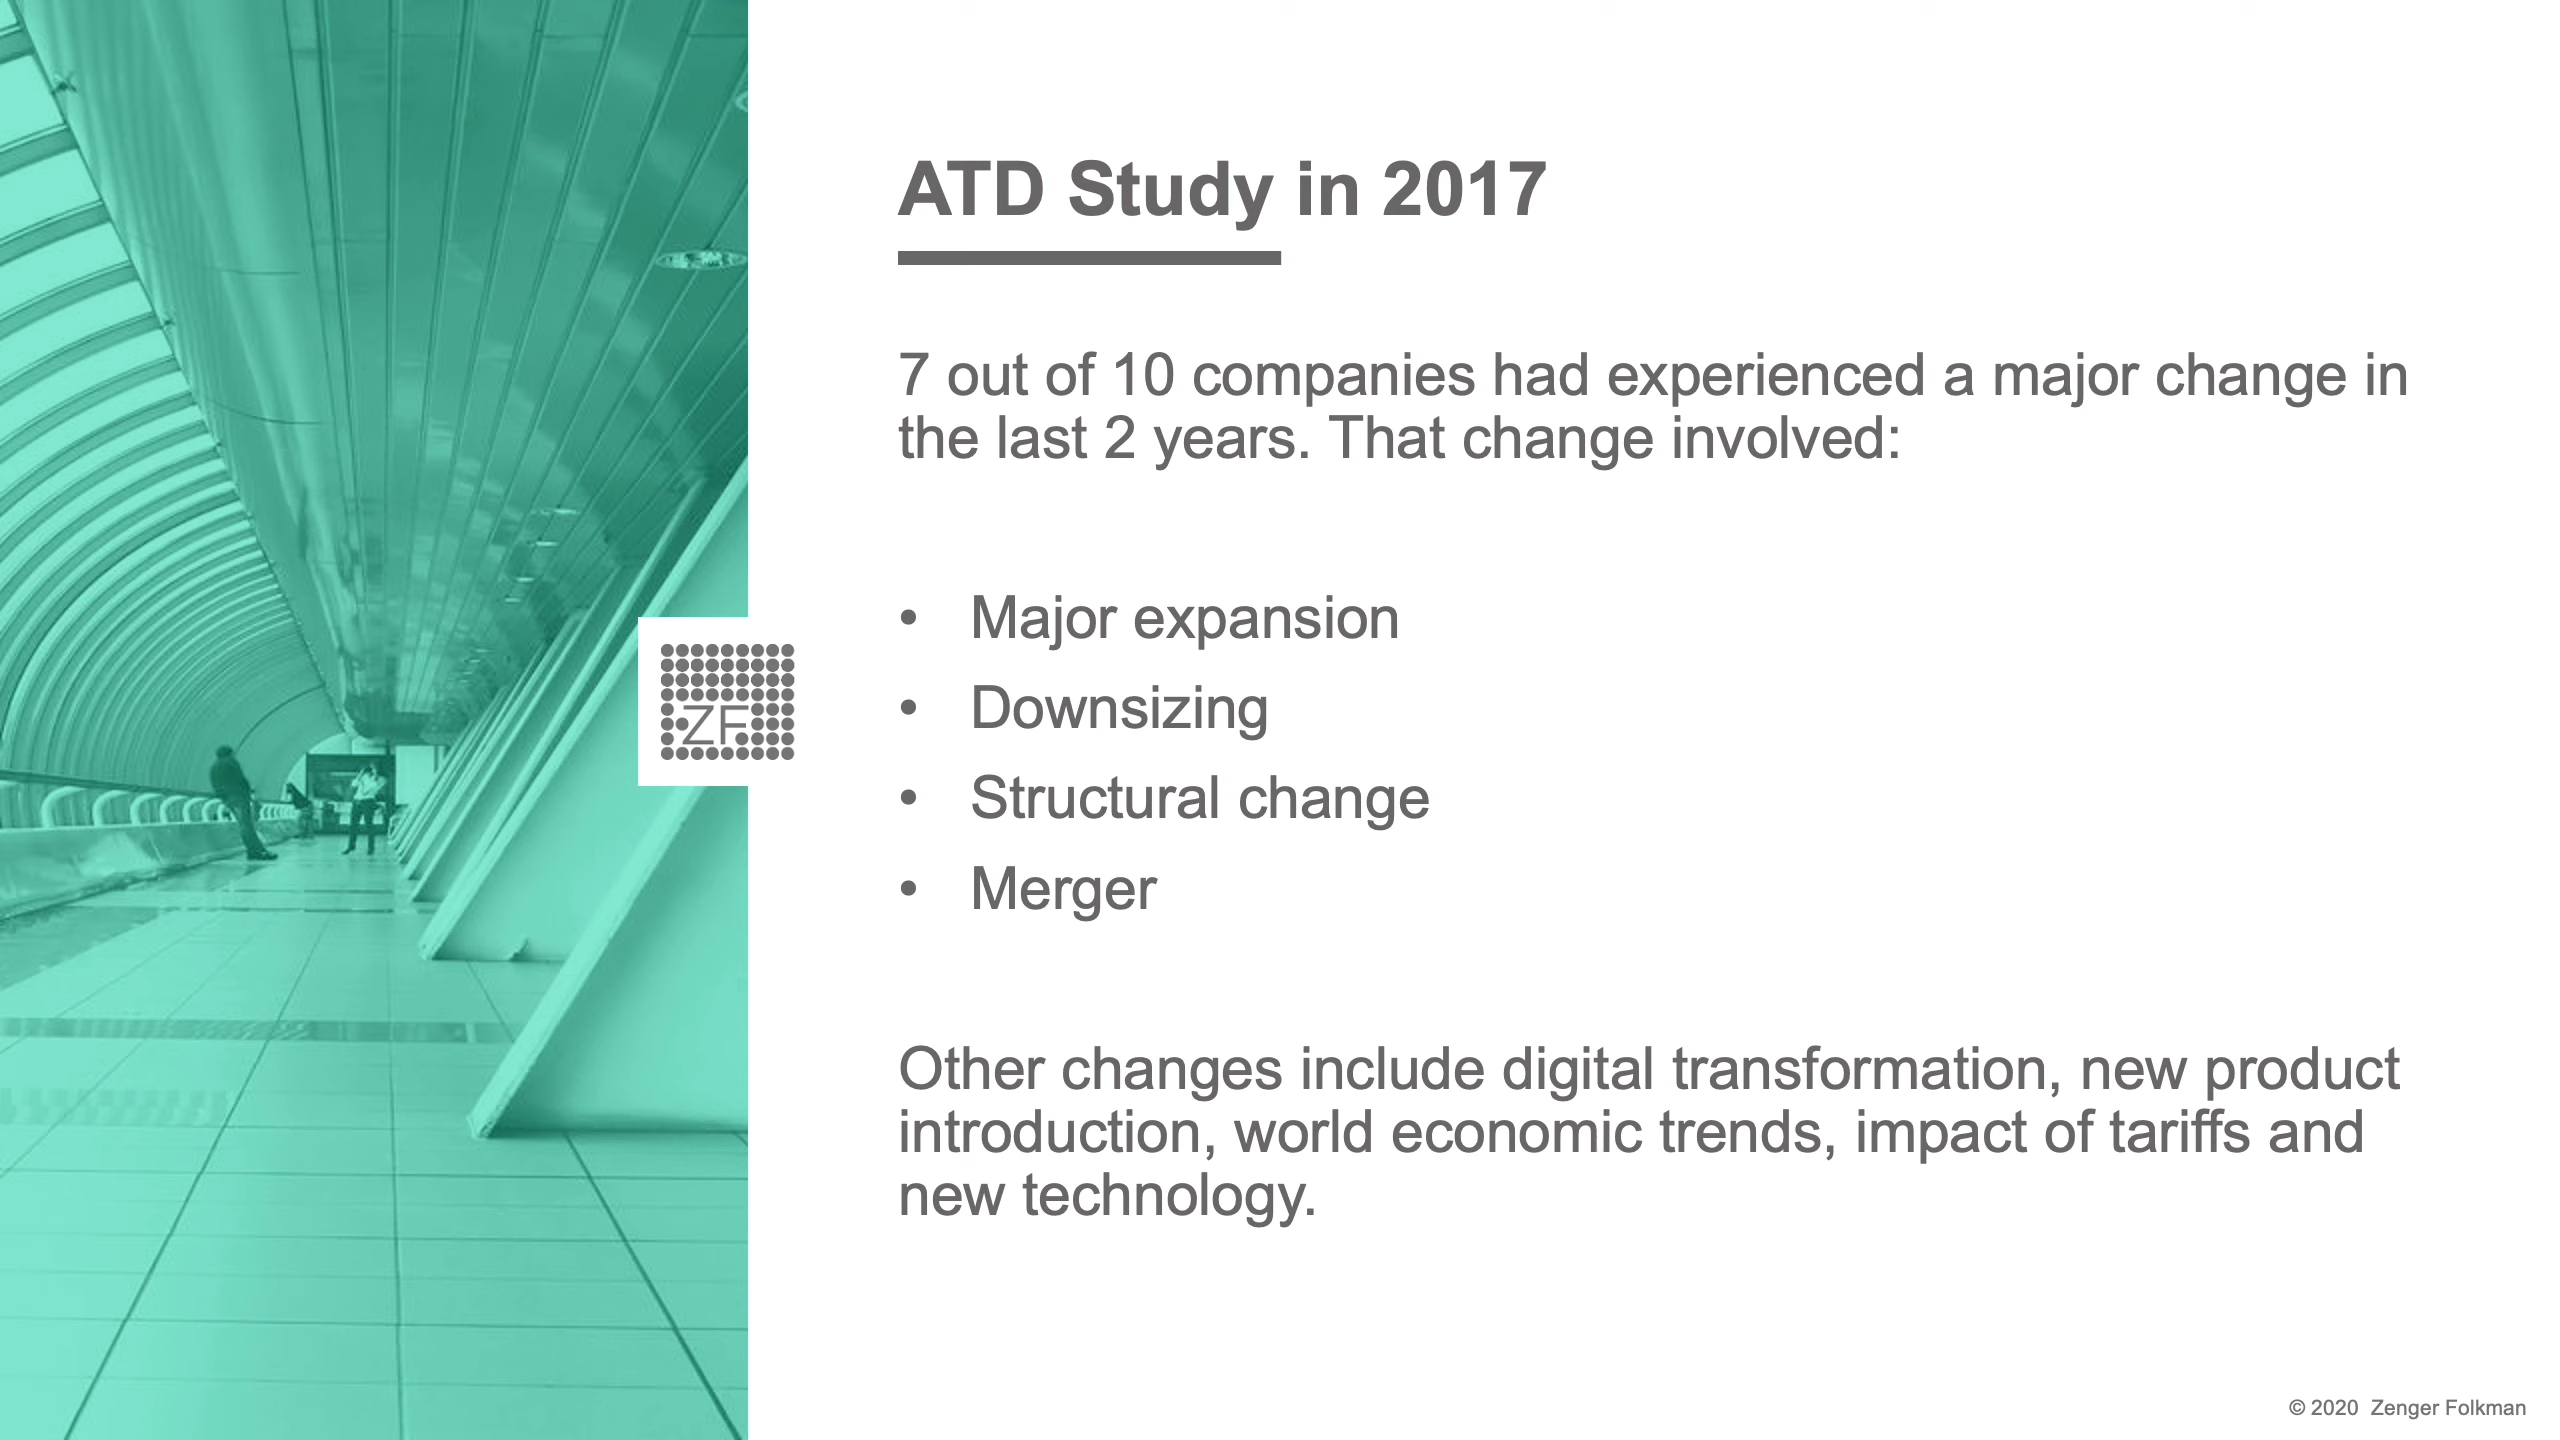 ATD Study in 2017
7 out of 10 companies had experienced a major change in
the last 2 years. That change involved:
• Major expansion
• Downsizing
• Structural change
• Merger
ZF
Other changes include digital transformation, new product
introduction, world economic trends, impact of tariffs and
new technology.
© 2020 Zenger Folkman